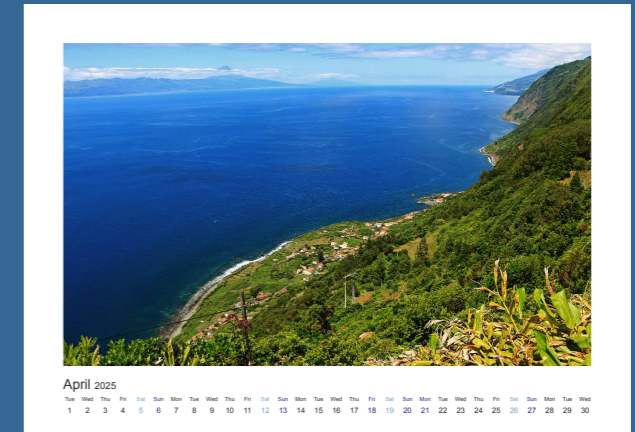 April 2025
Tue Wed Thu Fri Sat Sun Mon Tue Wed Thu Fri Sat Sun Mon Tue Wed Thu Fri Sat Sun Mon Tue Wed Thu Fri Sat Sun Mon Tue Wed
1 2 3 4 5 6 7 8 9 10 11 12 13 14 15 16 17 18 19 20 21 22 23 24 25 26 27 28 29 30